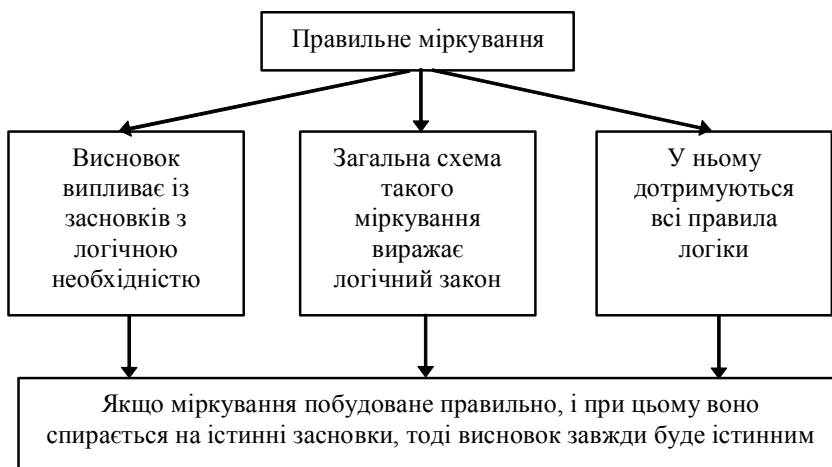 Правильне міркування
Висновок
випливає із
засновків з
логічною
необхідністю
Загальна схема
такого
міркування
виражає
логічний закон
У ньому
дотримуються
всі правила
логіки
Якщо міркування побудоване правильно, і при цьому воно
спирається на істинні засновки, тоді висновок завжди буде істинним